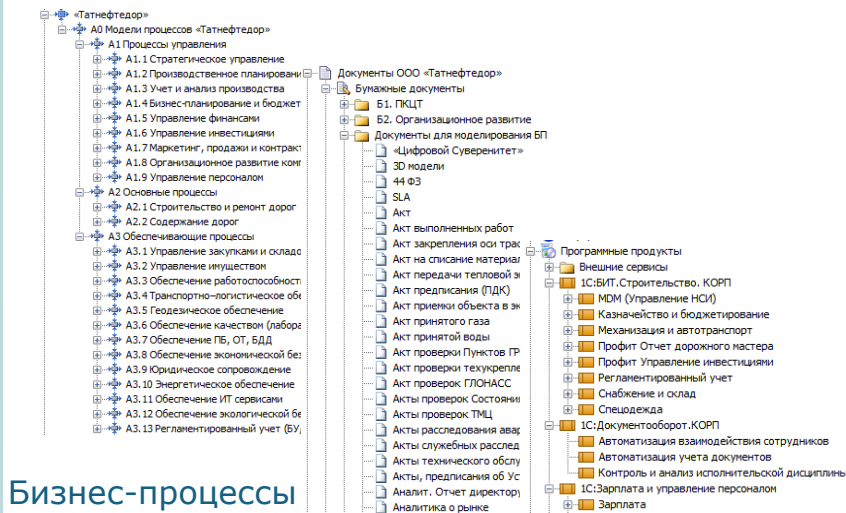 «Татнефтедор»
А0 Модели процессов «Татнефтедор»
А1 Процессы управления
А1.1 Стратегическое управление
А1.2 Производственное планировани
А1.3 Учет и анализ производства
А1.4 Бизнес-планирование и бюджет
А1.5 Управление финансами
А1.6 Управление инвестициями
А1.7 Маркетинг, продажи и контракт
А1.8 Организационное развитие комп
А1.9 Управление персоналом
А2 Основные процессы
А2.1 Строительство и ремонт дорог
А2.2 Содержание дорог
А3 Обеспечивающие процессы
А3.1 Управление закупками и складо
А3.2 Управление имуществом
А3.3 Обеспечение работоспособност
А3.4 Транспортно–логистическое обе
А3.5 Геодезическое обеспечение
А3.6 Обеспечение качеством (лабора
А3.7 Обеспечение ПБ, ОТ, БДД
А3.8 Обеспечение экономической без
А3.9 Юридическое сопровождение
А3.10 Энергетическое обеспечение
А3.11 Обеспечение ИТ сервисами
А3.12 Обеспечение экологической бе
А3.13 Регламентированный учет (БУ,
Бизнес-процессы
Документы ООО «Татнефтедор»
Бумажные документы
Б1. ПКЦТ
Б2. Организационное развитие
Документы для моделирования БП
«Цифровой Суверенитет»
3D модели
44 ФЗ
SLA
Акт
Акт выполненных работ
Акт закрепления оси трас
Акт на списание материал
Акт передачи тепловой эн
Акт предписания (ПДК)
Акт приемки объекта в эк
Акт принятого газа
Акт принятой воды
Акт проверки Пунктов ГР
Акт проверки техукрепле
Акт проверок ГЛОНАСС
Акты проверок Состояни
Акты проверок ТМЦ
Акты расследования авар
Акты служебных расслед
Акты технического обслу
Акты, предписания об Ус
Аналит. Отчет директору
Аналитика о рынке
Программные продукты
Внешние сервисы
1С:БИТ.Строительство. КОРП
MDM (Управление НСИ)
Казначейство и бюджетирование
Механизация и автотранспорт
Профит Отчет дорожного мастера
Профит Управление инвестициями
Регламентированный учет
Снабжение и склад
Спецодежда
1С:Документооборот.КОРП
Автоматизация взаимодействия сотрудников
Автоматизация учета документов
Контроль и анализ исполнительской дисциплины
1С:Зарплата и управление персоналом
Зарплата